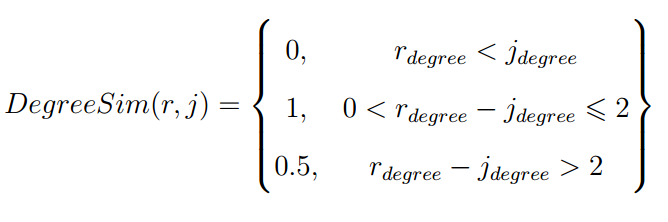 DegreeSim(r, j) = {
0, r_degree < j_degree
1, 0 < r_degree − j_degree ⩽ 2
0.5, r_degree − j_degree > 2
}